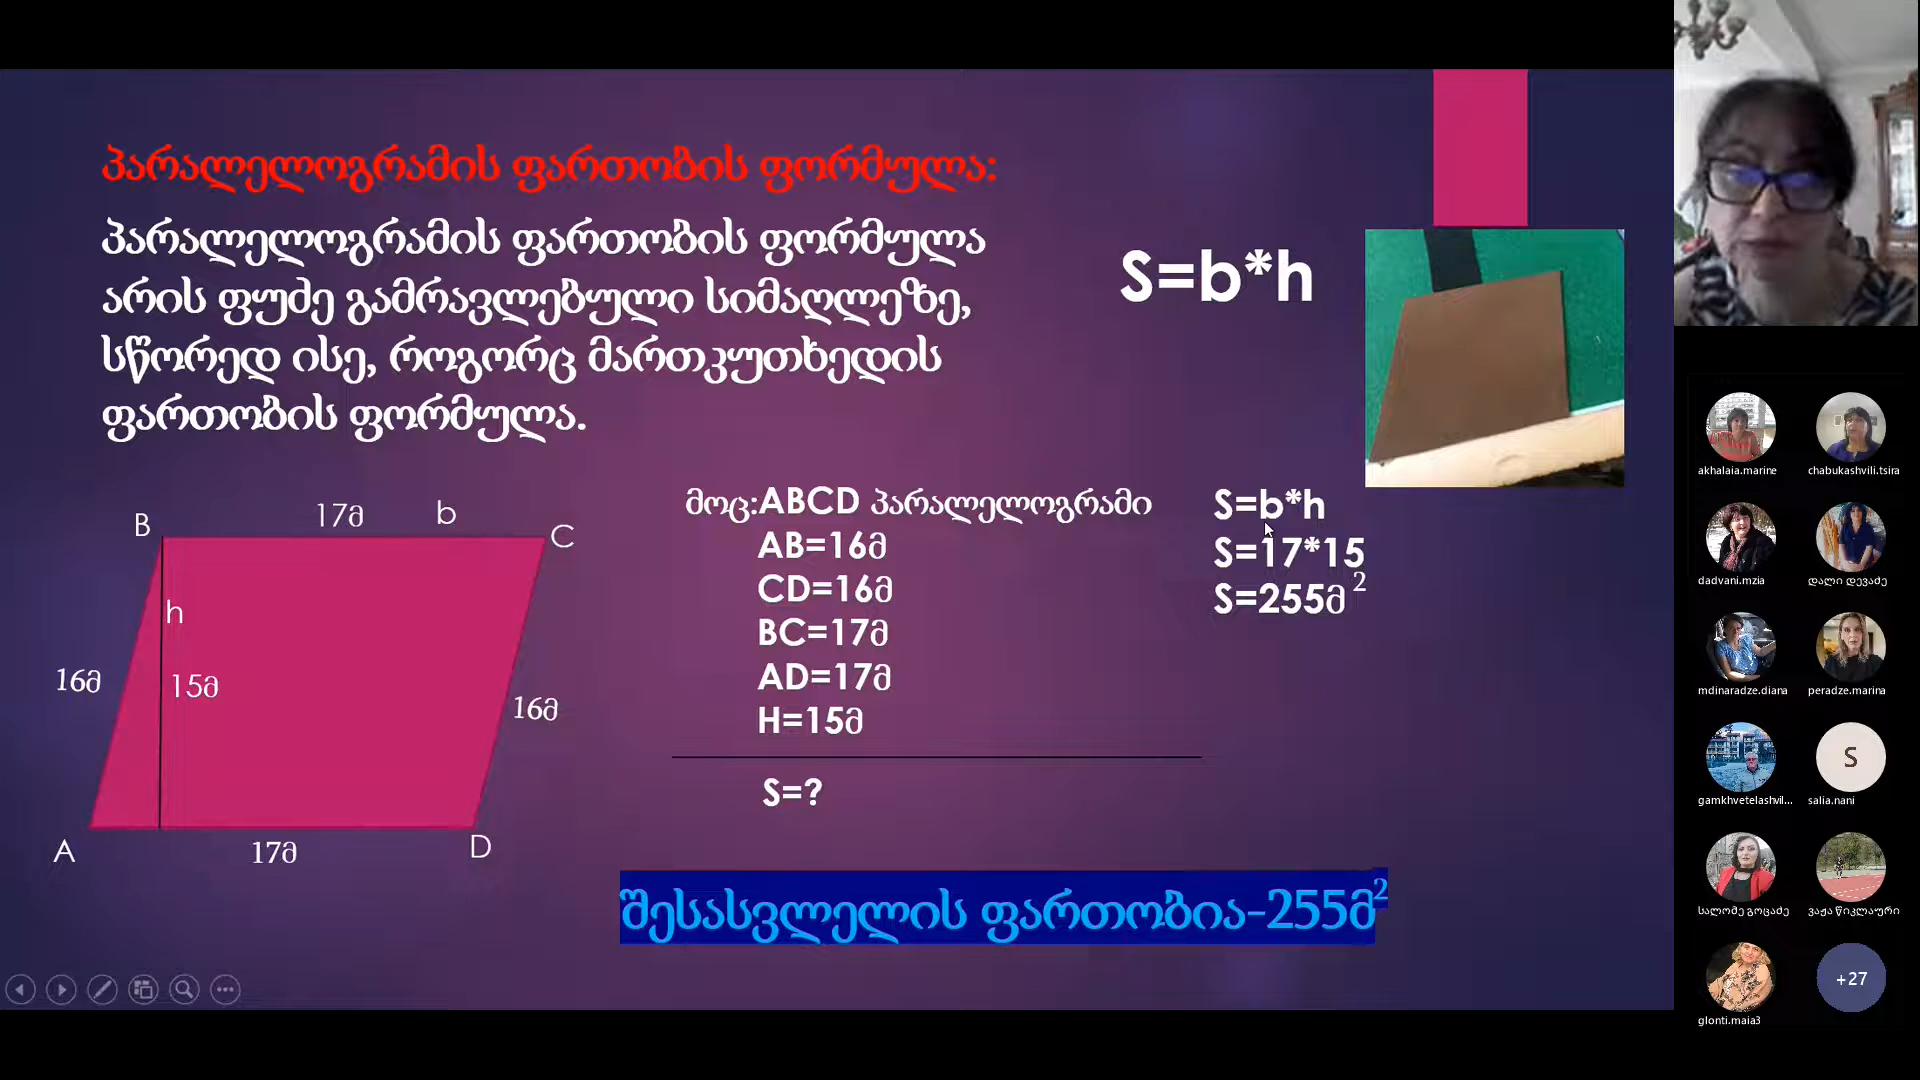 პარალელოგრამის ფართობის ფორმულა:
პარალელოგრამის ფართობის ფორმულა
არის ფუძე გამრავლებული სიმაღლეზე,
სწორედ ისე, როგორც მართკუთხედის
ფართობის ფორმულა.
S=b*h
B
17მ
b
C
h
16მ
15მ
16მ
A
17მ
D
მოც:ABCD პარალელოგრამი
AB=16მ
CD=16მ
BC=17მ
AD=17მ
H=15მ
S=?
S=b*h
S=17*15
S=255მ²
შესასვლელის ფართობია-255მ²
akhalaia.marine
chabukashvili.tsira
dadvani.mzia
დალი დევაძე
mdinaradze.diana
peradze.marina
gamkhvetelashvil...
S
salia.nani
სალომე გოცაძე
ვაჟა წიკლაური
glonti.maia3
+27